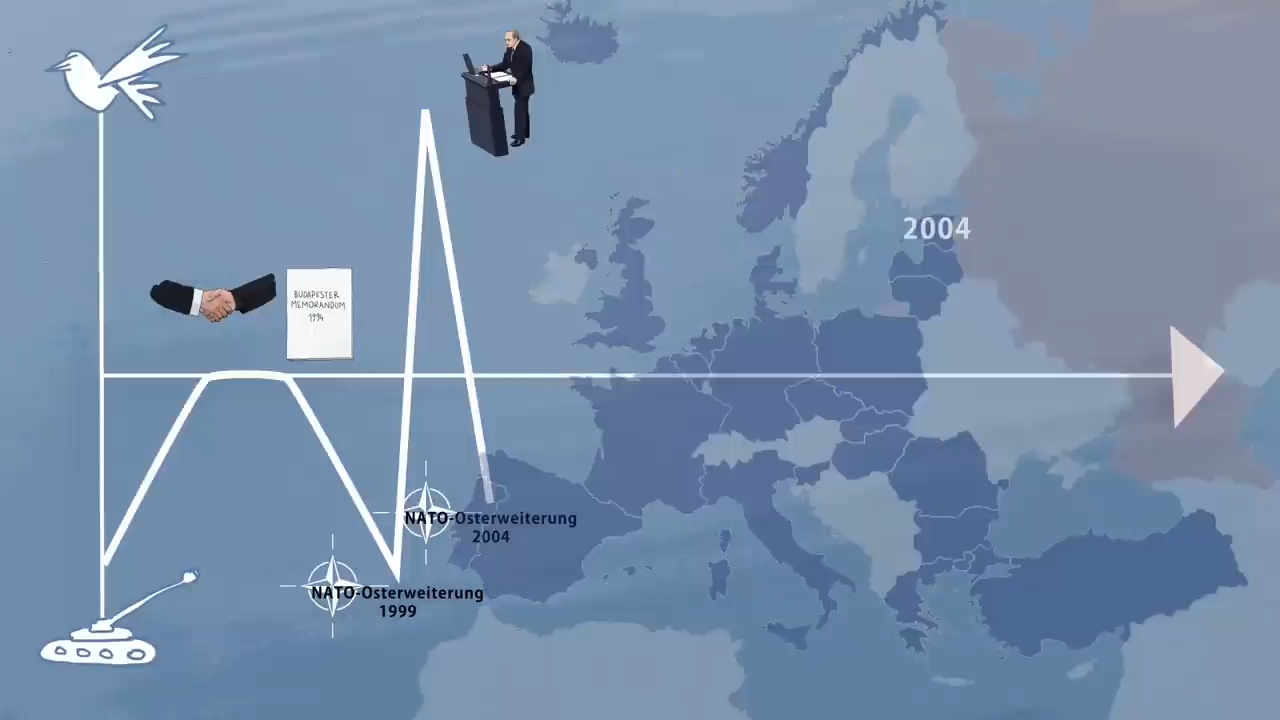 2004
BUDAPESTER
MEMORANDUM
1994
NATO-Osterweiterung
2004
NATO-Osterweiterung
1999